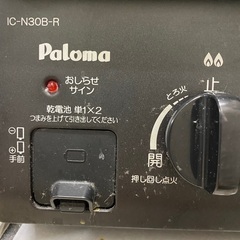 IC-N30B-R
Paloma
おしらせ
サイン
乾電池 単1×2
つまみを上げて引き出してください
手前
止
とろ火
開
押し回し点火